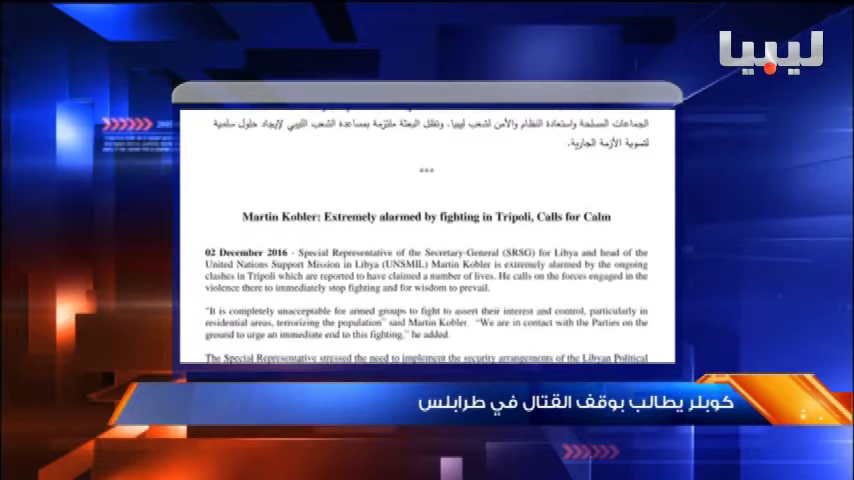 ليبيا
الجماعات المسلحة واستعادة النظام والأمن لشعب ليبيا. وتظل البعثة ملتزمة بمساعدة الشعب الليبي لإيجاد حلول سلمية
لتسوية الأزمة الجارية.
***
Martin Kobler: Extremely alarmed by fighting in Tripoli, Calls for Calm
02 December 2016 - Special Representative of the Secretary-General (SRSG) for Libya and head of the
United Nations Support Mission in Libya (UNSMIL) Martin Kobler is extremely alarmed by the ongoing
clashes in Tripoli which are reported to have claimed a number of lives. He calls on the forces engaged in the
violence there to immediately stop fighting and for wisdom to prevail.
"It is completely unacceptable for armed groups to fight to assert their interest and control, particularly in
residential areas, terrorizing the population" said Martin Kobler. "We are in contact with the Parties on the
ground to urge an immediate end to this fighting," he added.
The Special Representative stressed the need to implement the security arrangements of the Libyan Political
كوبلر يطالب بوقف القتال في طرابلس